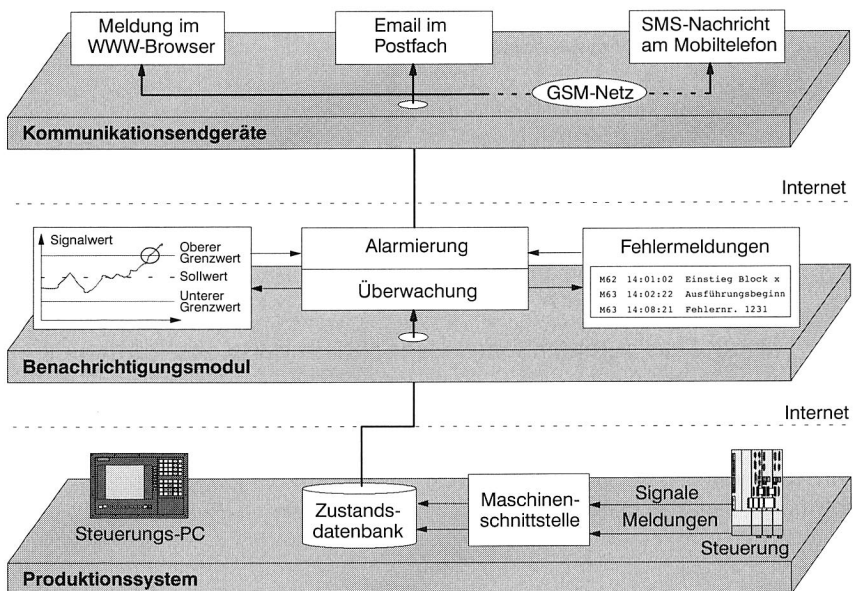 Meldung im
WWW-Browser
Email im
Postfach
SMS-Nachricht
am Mobiltelefon
GSM-Netz
Kommunikationsendgeräte
Internet
Signalwert
Oberer
Grenzwert
Sollwert
Unterer
Grenzwert
Alarmierung
Überwachung
Fehlermeldungen
M62 14:01:02 Einstieg Block x
M63 14:02:22 Ausführungsbeginn
M63 14:08:21 Fehlernr. 1231
Benachrichtigungsmodul
Internet
Steuerungs-PC
Zustands-
datenbank
Maschinen-
schnittstelle
Signale
Meldungen
Steuerung
Produktionssystem